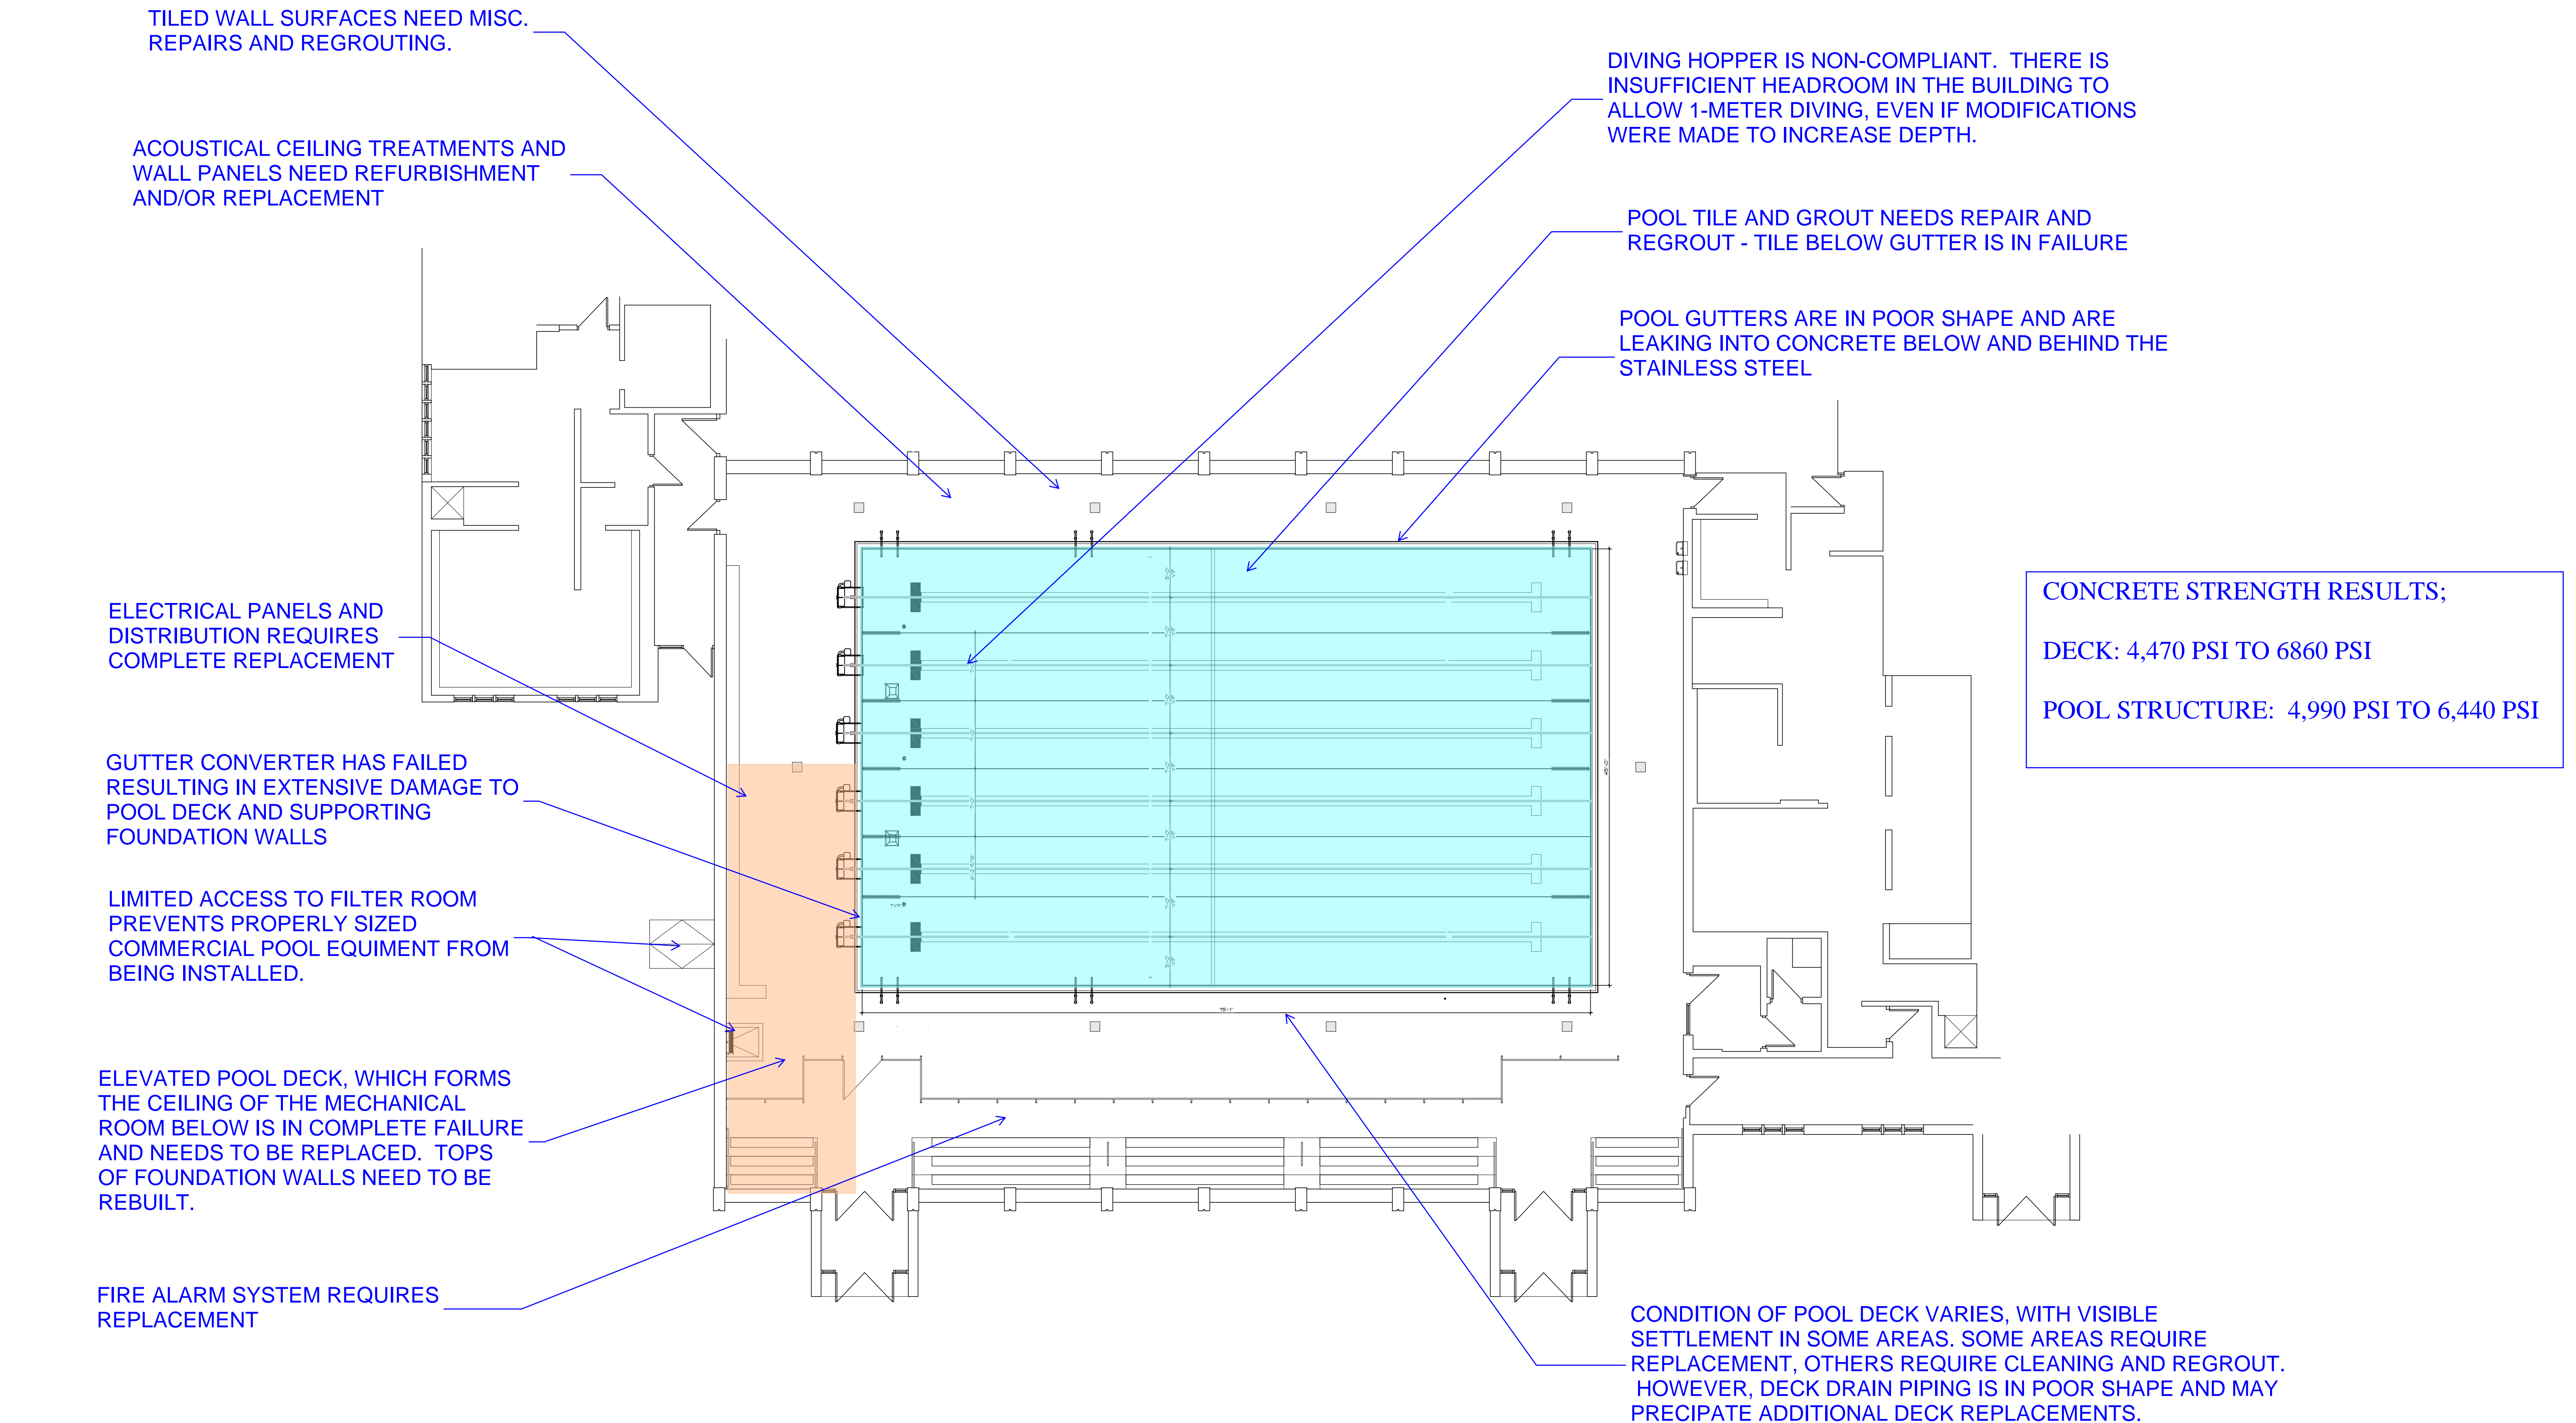 TILED WALL SURFACES NEED MISC.
REPAIRS AND REGROUTING.
ACOUSTICAL CEILING TREATMENTS AND
WALL PANELS NEED REFURBISHMENT
AND/OR REPLACEMENT
DIVING HOPPER IS NON-COMPLIANT.  THERE IS
INSUFFICIENT HEADROOM IN THE BUILDING TO
ALLOW 1-METER DIVING, EVEN IF MODIFICATIONS
WERE MADE TO INCREASE DEPTH.
POOL TILE AND GROUT NEEDS REPAIR AND
REGROUT - TILE BELOW GUTTER IS IN FAILURE
POOL GUTTERS ARE IN POOR SHAPE AND ARE
LEAKING INTO CONCRETE BELOW AND BEHIND THE
STAINLESS STEEL
CONCRETE STRENGTH RESULTS;
DECK: 4,470 PSI TO 6860 PSI
POOL STRUCTURE:  4,990 PSI TO 6,440 PSI
ELECTRICAL PANELS AND
DISTRIBUTION REQUIRES
COMPLETE REPLACEMENT
GUTTER CONVERTER HAS FAILED
RESULTING IN EXTENSIVE DAMAGE TO
POOL DECK AND SUPPORTING
FOUNDATION WALLS
LIMITED ACCESS TO FILTER ROOM
PREVENTS PROPERLY SIZED
COMMERCIAL POOL EQUIMENT FROM
BEING INSTALLED.
ELEVATED POOL DECK, WHICH FORMS
THE CEILING OF THE MECHANICAL
ROOM BELOW IS IN COMPLETE FAILURE
AND NEEDS TO BE REPLACED.  TOPS
OF FOUNDATION WALLS NEED TO BE
REBUILT.
FIRE ALARM SYSTEM REQUIRES
REPLACEMENT
45'-0"
75'-1"
CONDITION OF POOL DECK VARIES, WITH VISIBLE
SETTLEMENT IN SOME AREAS. SOME AREAS REQUIRE
REPLACEMENT, OTHERS REQUIRE CLEANING AND REGROUT.
HOWEVER, DECK DRAIN PIPING IS IN POOR SHAPE AND MAY
PRECIPATE ADDITIONAL DECK REPLACEMENTS.